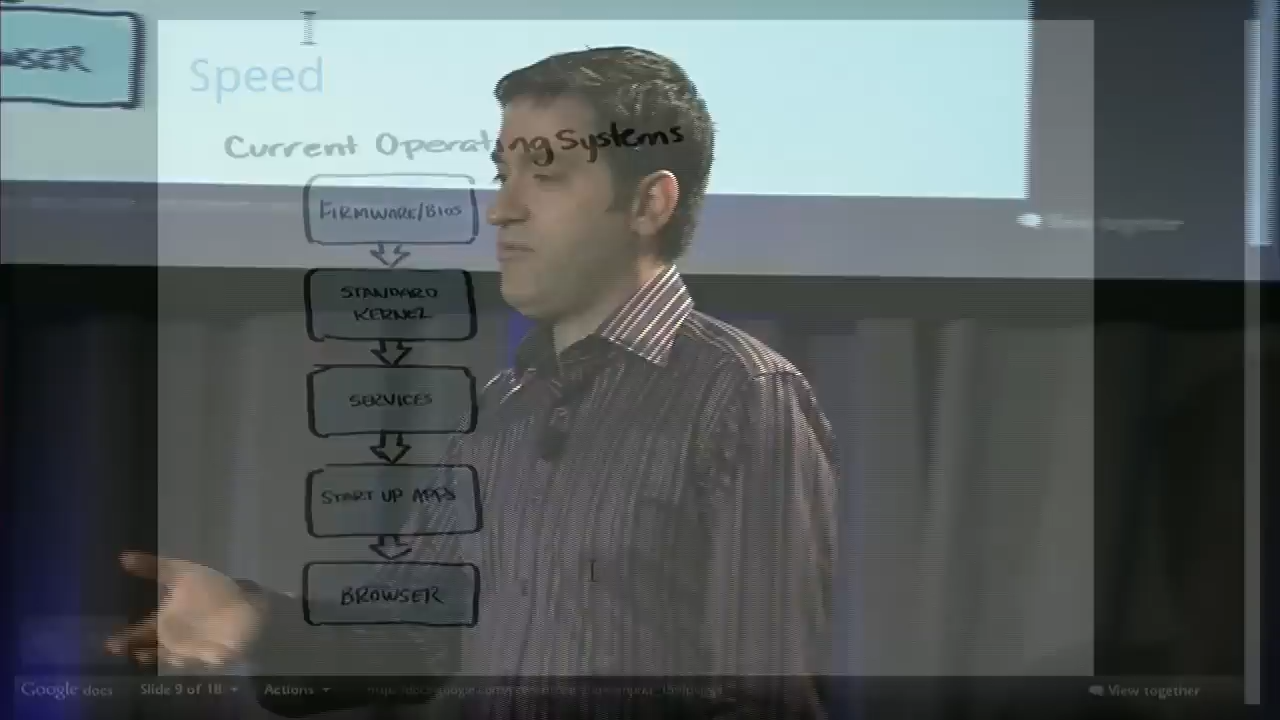 WSER
Speed
Current Operating Systems
FIRMWARE/BIOS
STANDARD
KERNEL
SERVICES
START UP APPS
BROWSER
Google docs
Slide 9 of 18
Actions
View together